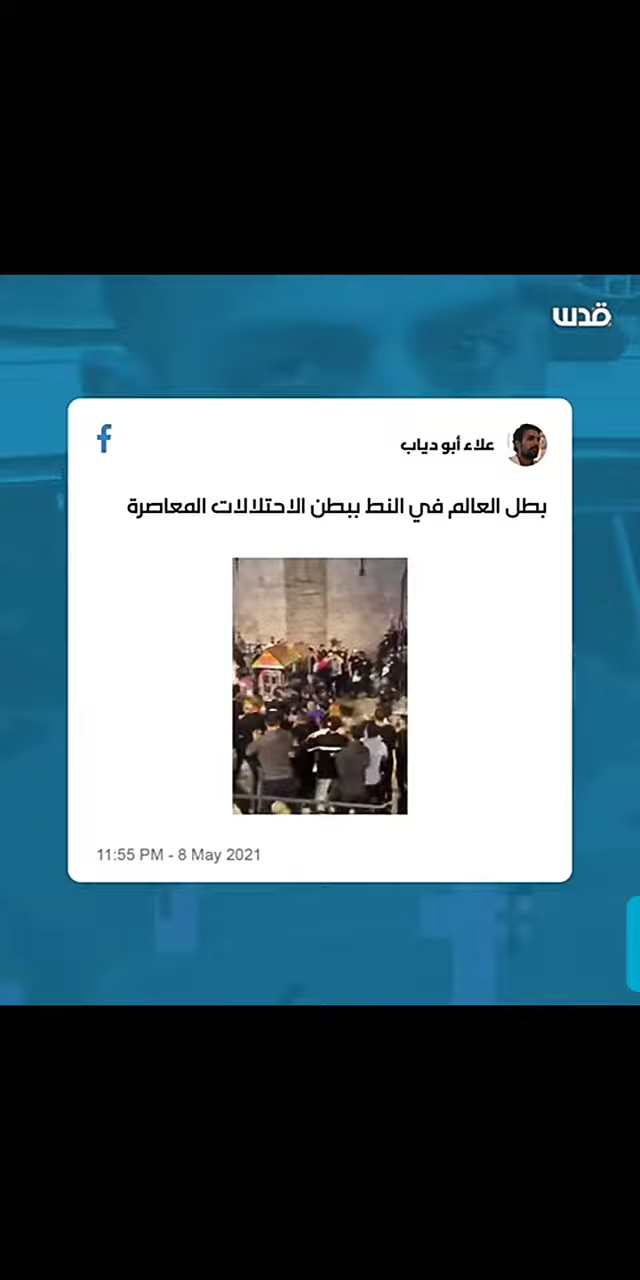 قدس
علاء أبو دياب
بطل العالم في النط ببطن الاحتلالات المعاصرة
11:55 PM - 8 May 2021